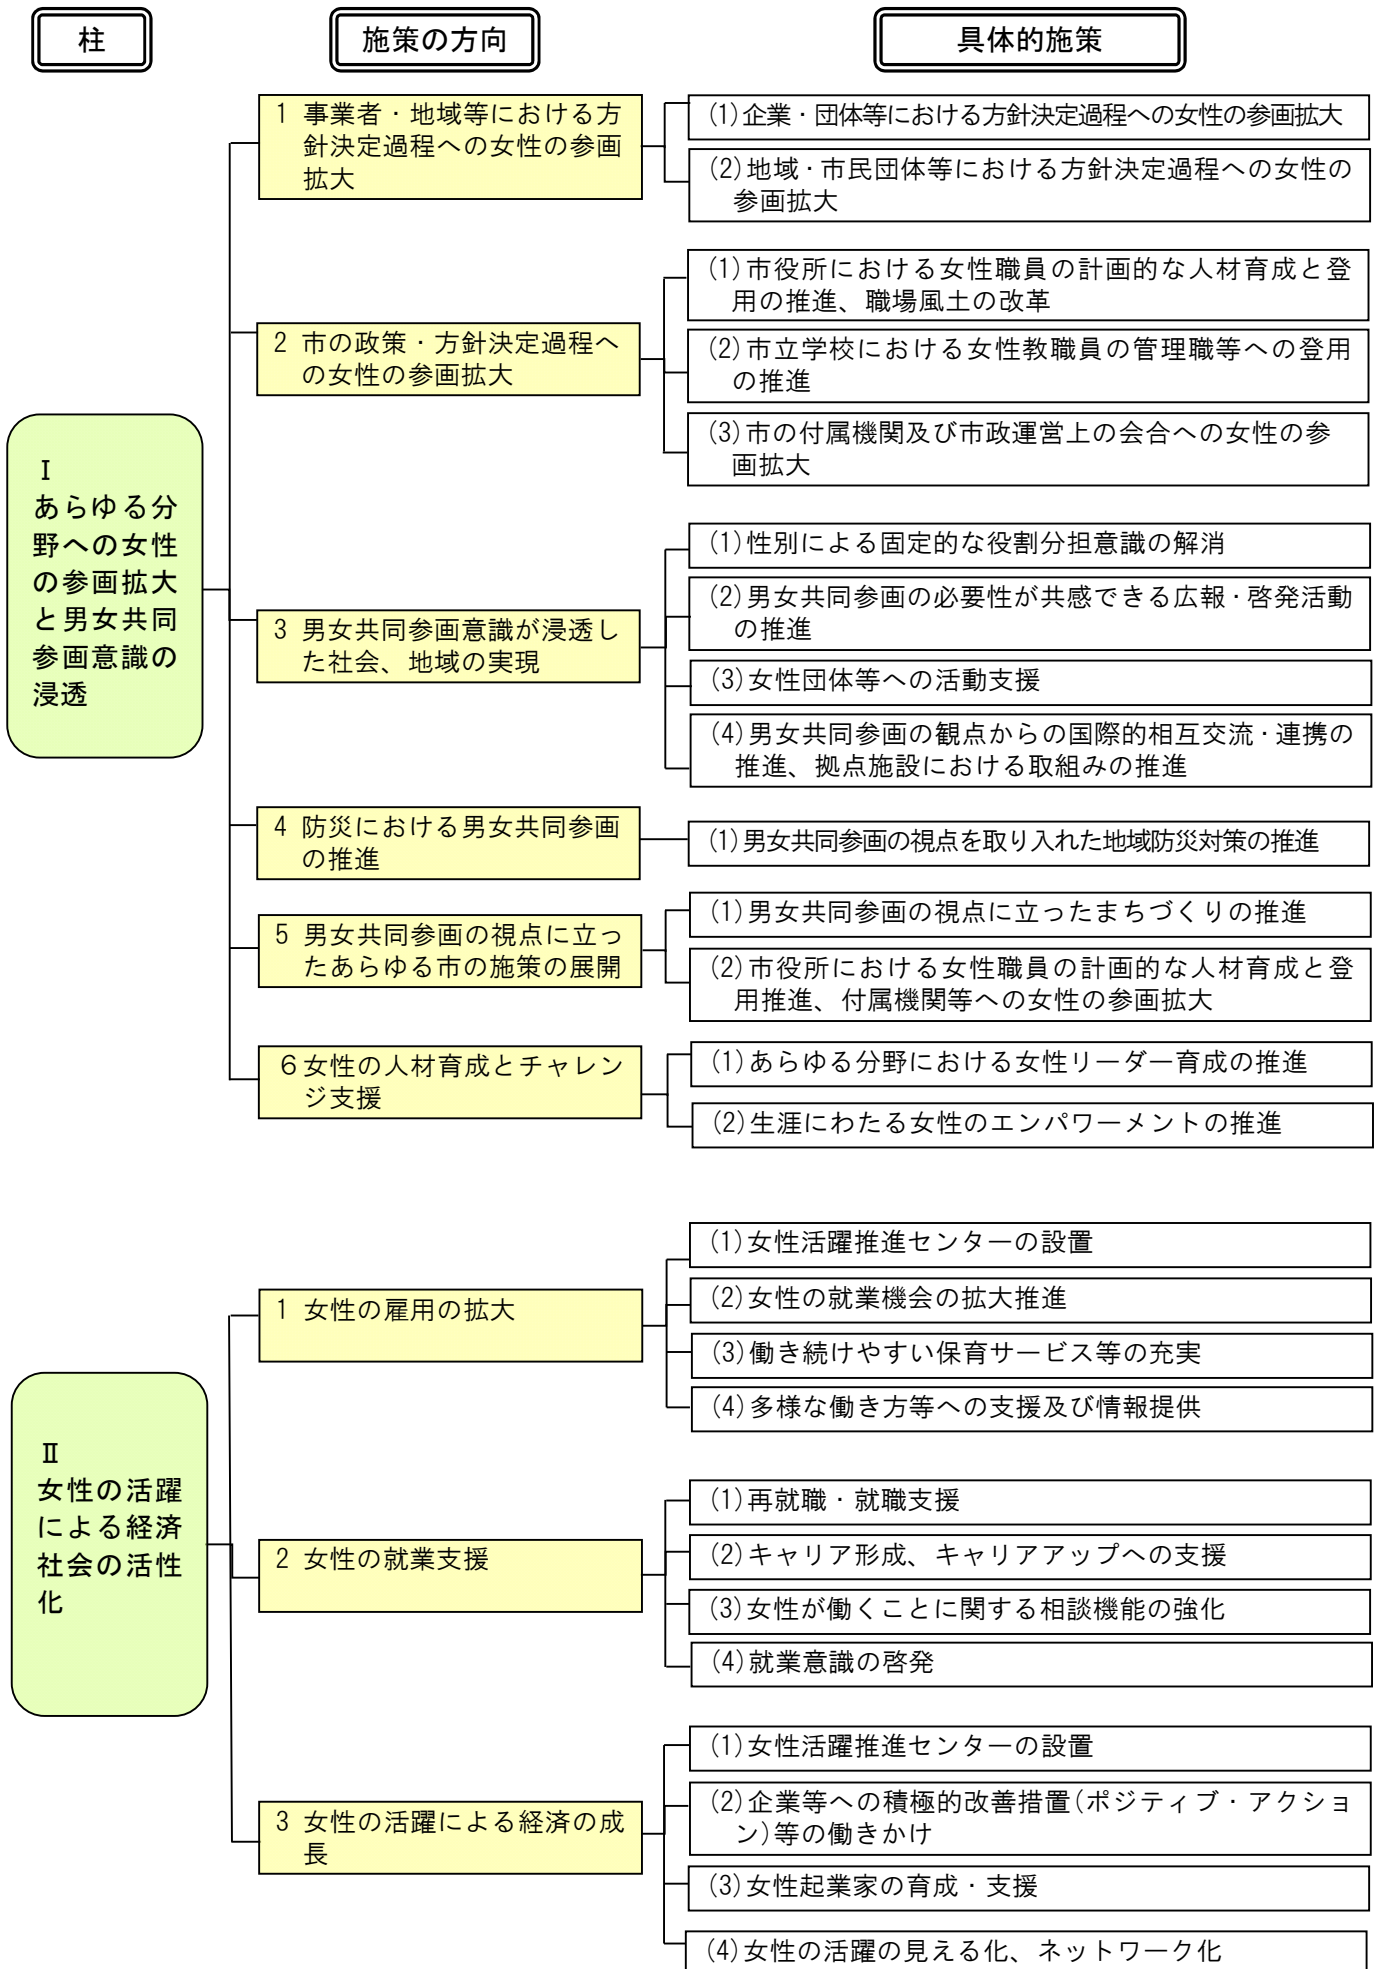 柱
施策の方向
具体的施策
Ⅰ
あらゆる分
野への女性
の参画拡大
と男女共同
参画意識の
浸透
1 事業者・地域等における方
針決定過程への女性の参画
拡大
(1)企業・団体等における方針決定過程への女性の参画拡大
(2)地域・市民団体等における方針決定過程への女性の
参画拡大
2 市の政策・方針決定過程へ
の女性の参画拡大
(1)市役所における女性職員の計画的な人材育成と登
用の推進、職場風土の改革
(2)市立学校における女性教職員の管理職等への登用
の推進
(3)市の付属機関及び市政運営上の会合への女性の参
画拡大
3 男女共同参画意識が浸透し
た社会、地域の実現
(1)性別による固定的な役割分担意識の解消
(2)男女共同参画の必要性が共感できる広報・啓発活動
の推進
(3)女性団体等への活動支援
(4)男女共同参画の観点からの国際的相互交流・連携の
推進、拠点施設における取組みの推進
4 防災における男女共同参画
の推進
(1)男女共同参画の視点を取り入れた地域防災対策の推進
5 男女共同参画の視点に立っ
たあらゆる市の施策の展開
(1)男女共同参画の視点に立ったまちづくりの推進
(2)市役所における女性職員の計画的な人材育成と登
用推進、付属機関等への女性の参画拡大
6女性の人材育成とチャレン
ジ支援
(1)あらゆる分野における女性リーダー育成の推進
(2)生涯にわたる女性のエンパワーメントの推進
Ⅱ
女性の活躍
による経済
社会の活性
化
1 女性の雇用の拡大
(1)女性活躍推進センターの設置
(2)女性の就業機会の拡大推進
(3)働き続けやすい保育サービス等の充実
(4)多様な働き方等への支援及び情報提供
2 女性の就業支援
(1)再就職・就職支援
(2)キャリア形成、キャリアアップへの支援
(3)女性が働くことに関する相談機能の強化
(4)就業意識の啓発
3 女性の活躍による経済の成
長
(1)女性活躍推進センターの設置
(2)企業等への積極的改善措置(ポジティブ・アクショ
ン)等の働きかけ
(3)女性起業家の育成・支援
(4)女性の活躍の見える化、ネットワーク化